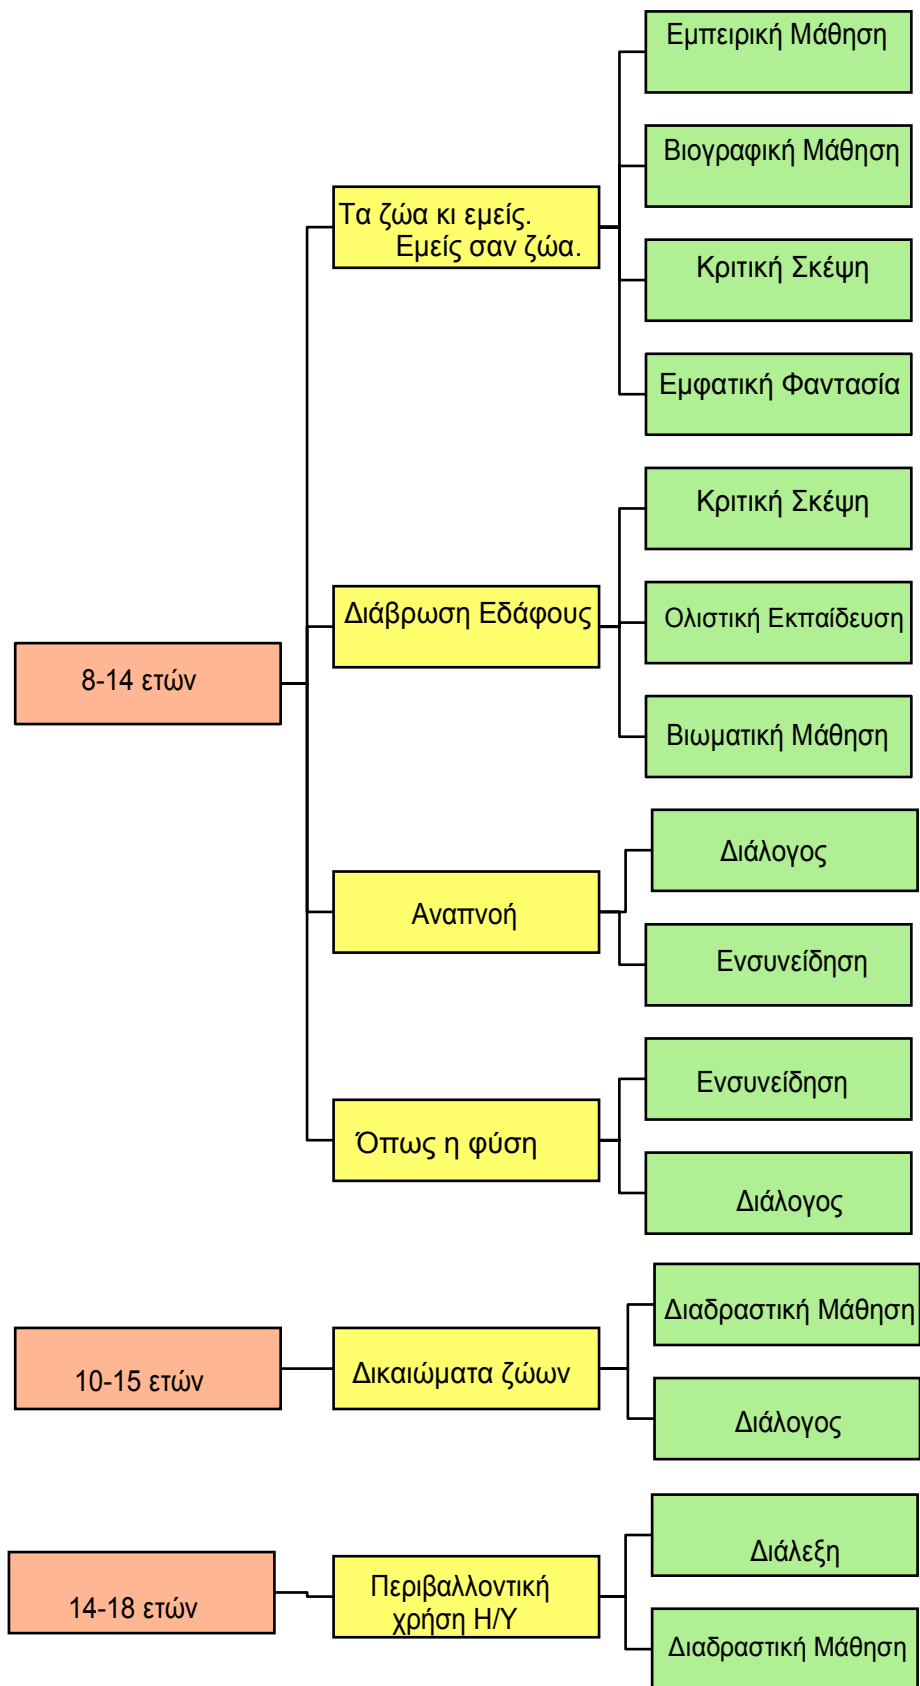 Εμπειρική Μάθηση
Βιογραφική Μάθηση
Τα ζώα κι εμείς.
Εμείς σαν ζώα.
Κριτική Σκέψη
Εμφατική Φαντασία
Κριτική Σκέψη
Διάβρωση Εδάφους
Ολιστική Εκπαίδευση
8-14 ετών
Βιωματική Μάθηση
Διάλογος
Αναπνοή
Ενσυνείδηση
Ενσυνείδηση
Όπως η φύση
Διάλογος
Διαδραστική Μάθηση
10-15 ετών
Δικαιώματα ζώων
Διάλογος
Διάλεξη
14-18 ετών
Περιβαλλοντική
χρήση Η/Υ
Διαδραστική Μάθηση